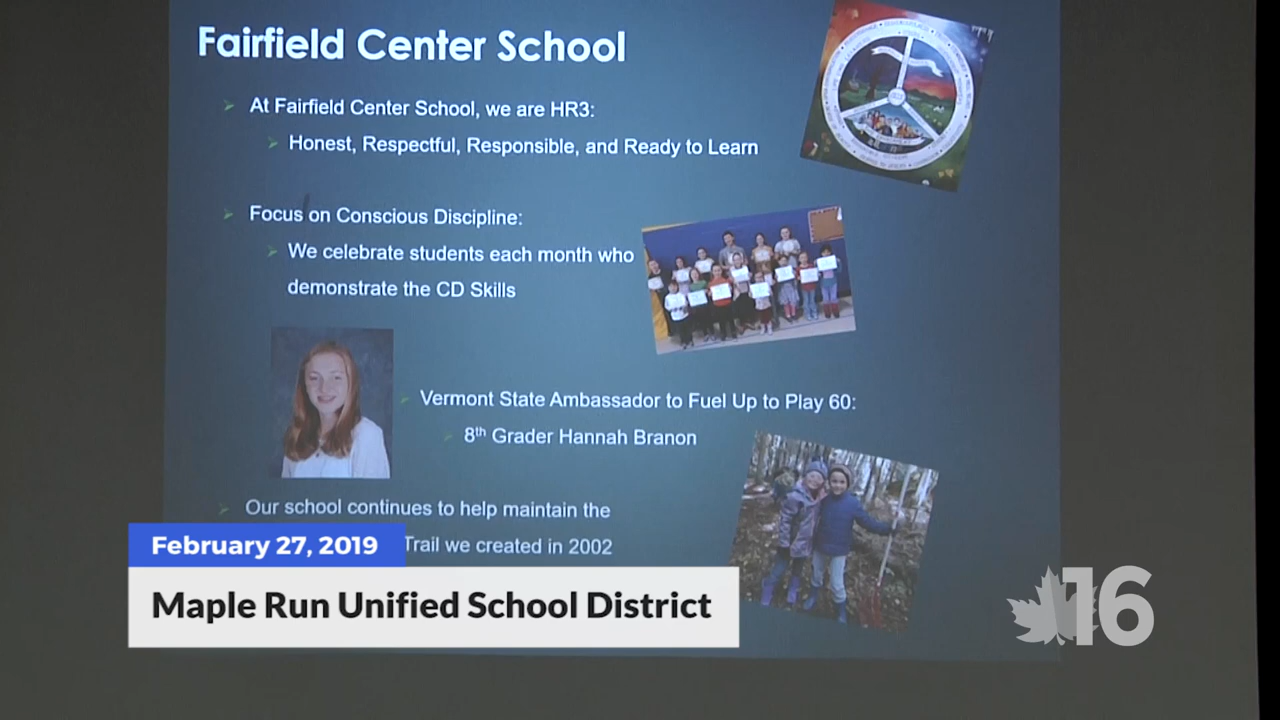 Fairfield Center School
At Fairfield Center School, we are HR3:
Honest, Respectful, Responsible, and Ready to Learn
Focus on Conscious Discipline:
We celebrate students each month who
demonstrate the CD Skills
Vermont State Ambassador to Fuel Up to Play 60:
8th Grader Hannah Branon
Our school continues to help maintain the
Trail we created in 2002
February 27, 2019
Maple Run Unified School District
16